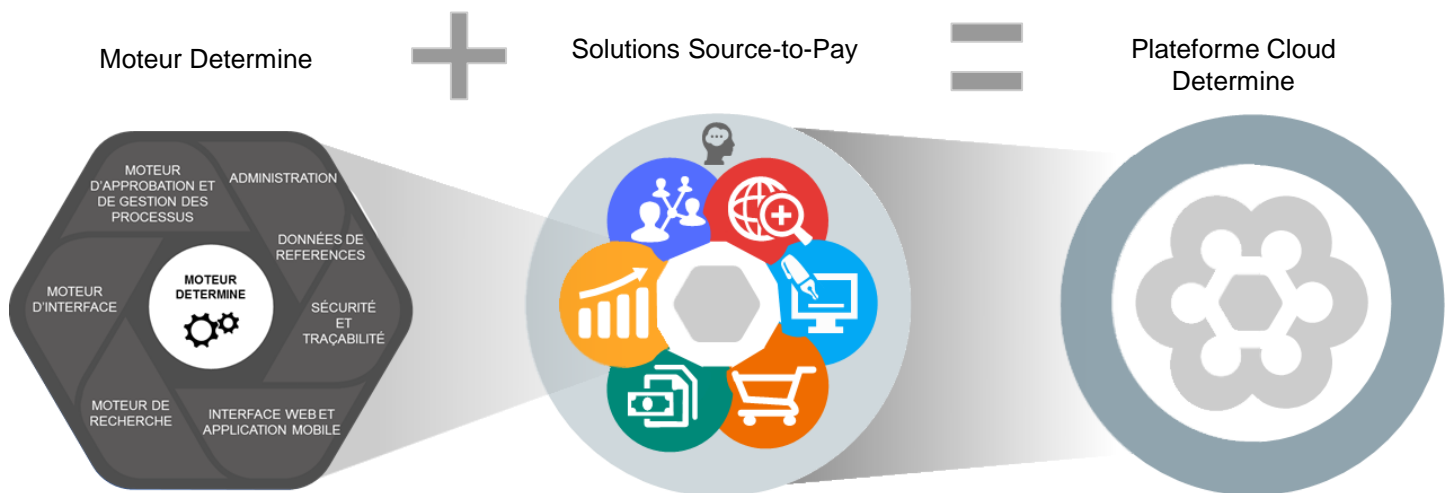 Moteur Determine
Solutions Source-to-Pay
Plateforme Cloud
Determine
MOTEUR
D'APPROBATION ET
DE GESTION DES
PROCESSUS
ADMINISTRATION
DONNÉES DE
REFERENCES
SÉCURITÉ
ET
TRAÇABILITÉ
INTERFACE WEB ET
APPLICATION MOBILE
MOTEUR DE
RECHERCHE
MOTEUR
D'INTERFACE
MOTEUR
DETERMINE